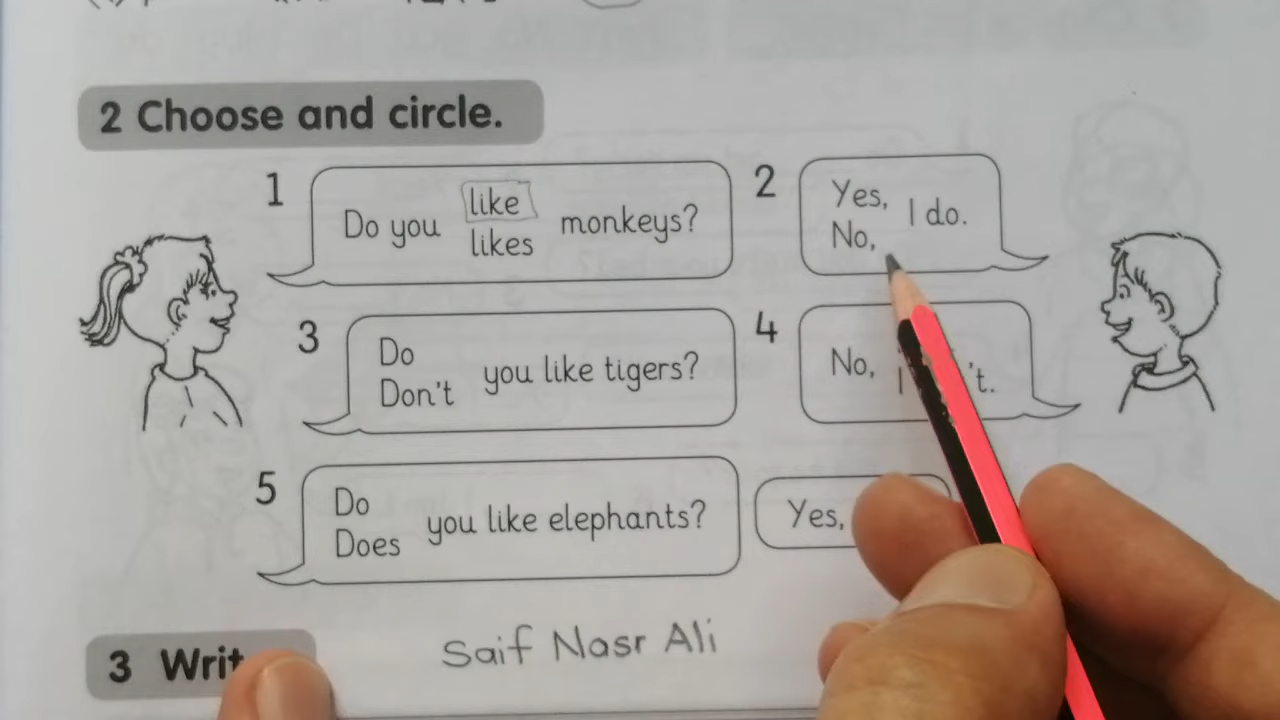 2 Choose and circle.
1 Do you like likes monkeys?
2 Yes, No, I do.
3 Do Don't you like tigers?
4 No, I 't.
5 Do Does you like elephants?
Yes,
3 Writ
Saif Nasr Ali